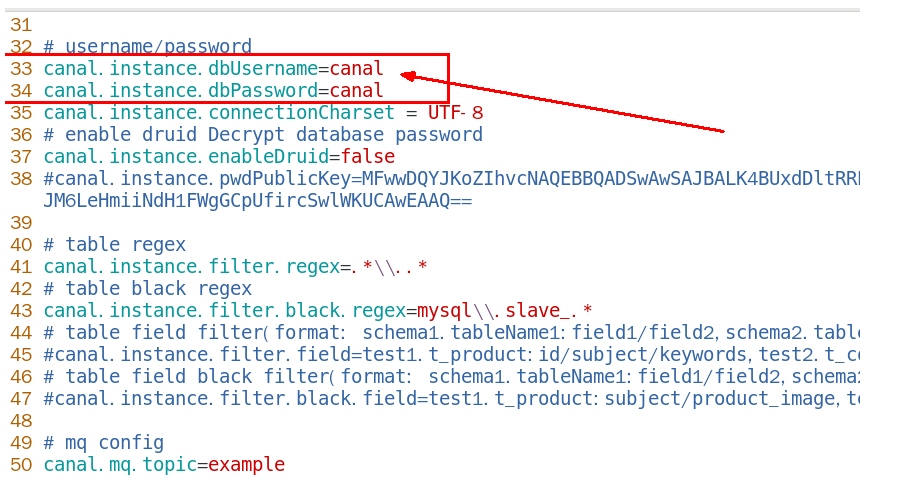 31
32 # username/password
33 canal.instance.dbUsername=canal
34 canal.instance.dbPassword=canal
35 canal.instance.connectionCharset = UTF-8
36 # enable druid Decrypt database password
37 canal.instance.enableDruid=false
38 #canal.instance.pwdPublicKey=MFwwDQYJKoZIhvcNAQEBBQADSwAwSAJBALK4BUxdDltRRI
JM6LeHmiiNdH1FWgGCpUfircSwlWKUCAwEAAQ==
39
40 # table regex
41 canal.instance.filter.regex=.*\\..*
42 # table black regex
43 canal.instance.filter.black.regex=mysql\\.slave_.*
44 # table field filter(format: schema1.tableName1:field1/field2,schema2.table
45 #canal.instance.filter.field=test1.t_product:id/subject/keywords,test2.t_co
46 # table field black filter(format: schema1.tableName1:field1/field2,schema2
47 #canal.instance.filter.black.field=test1.t_product:subject/product_image,te
48
49 # mq config
50 canal.mq.topic=example